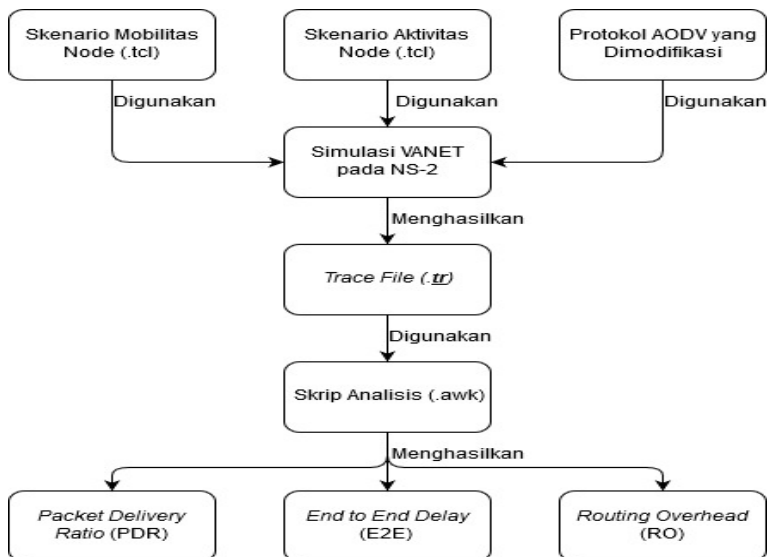 Skenario Mobilitas
Node (.tcl)
Skenario Aktivitas
Node (.tcl)
Protokol AODV yang
Dimodifikasi
Digunakan
Digunakan
Digunakan
Simulasi VANET
pada NS-2
Menghasilkan
Trace File (.tr)
Digunakan
Skrip Analisis (.awk)
Menghasilkan
Packet Delivery
Ratio (PDR)
End to End Delay
(E2E)
Routing Overhead
(RO)